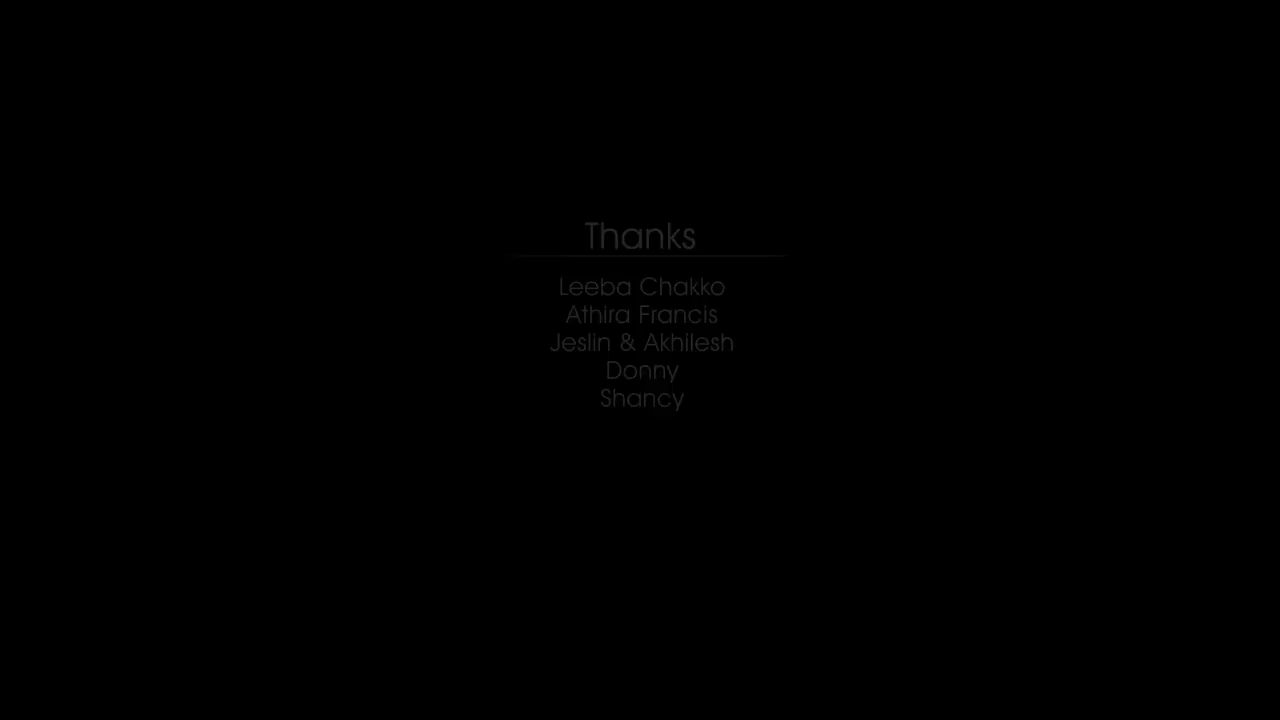 Thanks
Leeba Chakko
Athira Francis
Jeslin & Akhilesh
Donny
Shancy